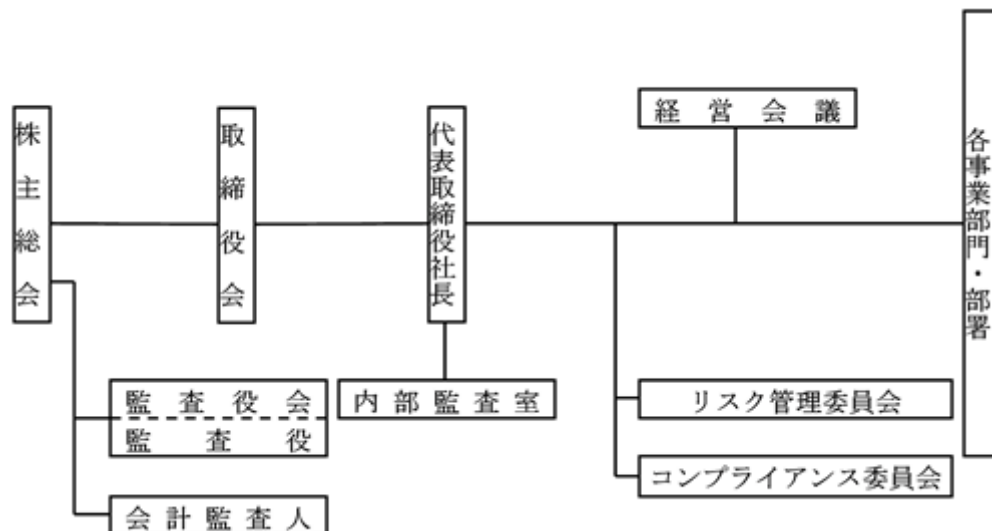 株主総会
取締役会
代表取締役社長
経営会議
各事業部門・部署
監査役会
監査役
内部監査室
リスク管理委員会
コンプライアンス委員会
会計監査人